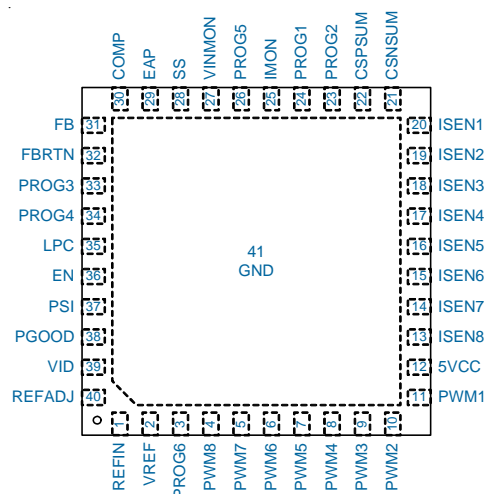 COMP
EAP
SS
VINMON
PROG5
IMON
PROG1
PROG2
CSPSUM
CSNSUM
30
29
28
27
26
25
24
23
22
21
FB 31
FBRTN 32
PROG3 33
PROG4 34
LPC 35
EN 36
PSI 37
PGOOD 38
VID 39
REFADJ 40
41
GND
20 ISEN1
19 ISEN2
18 ISEN3
17 ISEN4
16 ISEN5
15 ISEN6
14 ISEN7
13 ISEN8
12 5VCC
11 PWM1
1
2
3
4
5
6
7
8
9
10
REFIN
VREF
PROG6
PWM8
PWM7
PWM6
PWM5
PWM4
PWM3
PWM2